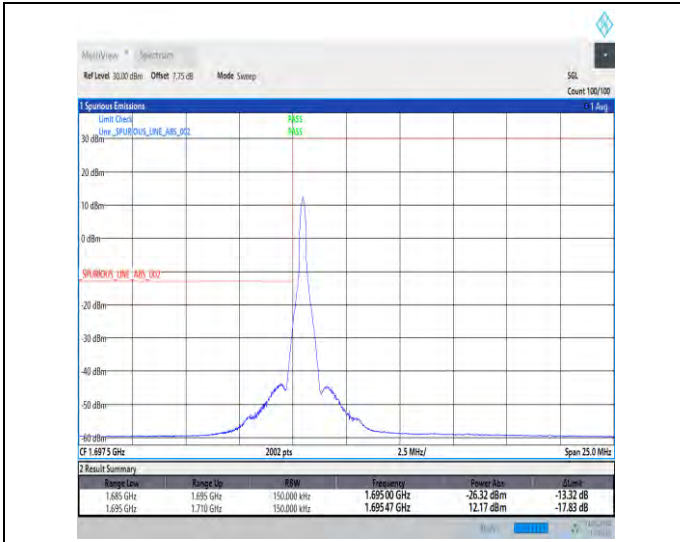 MultiView Spectrum
Ref Level 30.00 dBm Offset 7.75 dB Mode Sweep SGL
Count 100/100
1 Spurious Emissions 1 Avg
Limit Check PASS
Line _SPURIOUS_LINE_ABS_002 PASS
30 dBm
20 dBm
10 dBm
0 dBm
_SPURIOUS_LINE_ABS_002
-20 dBm
-30 dBm
-40 dBm
-50 dBm
-60 dBm
CF 1.697 5 GHz 2002 pts 2.5 MHz/ Span 25.0 MHz
2 Result Summary
Range Low Range Up RBW Frequency Power Abs ΔLimit
1.685 GHz 1.695 GHz 150.000 kHz 1.695 00 GHz -26.32 dBm -13.32 dB
1.695 GHz 1.710 GHz 150.000 kHz 1.695 47 GHz 12.17 dBm -17.83 dB